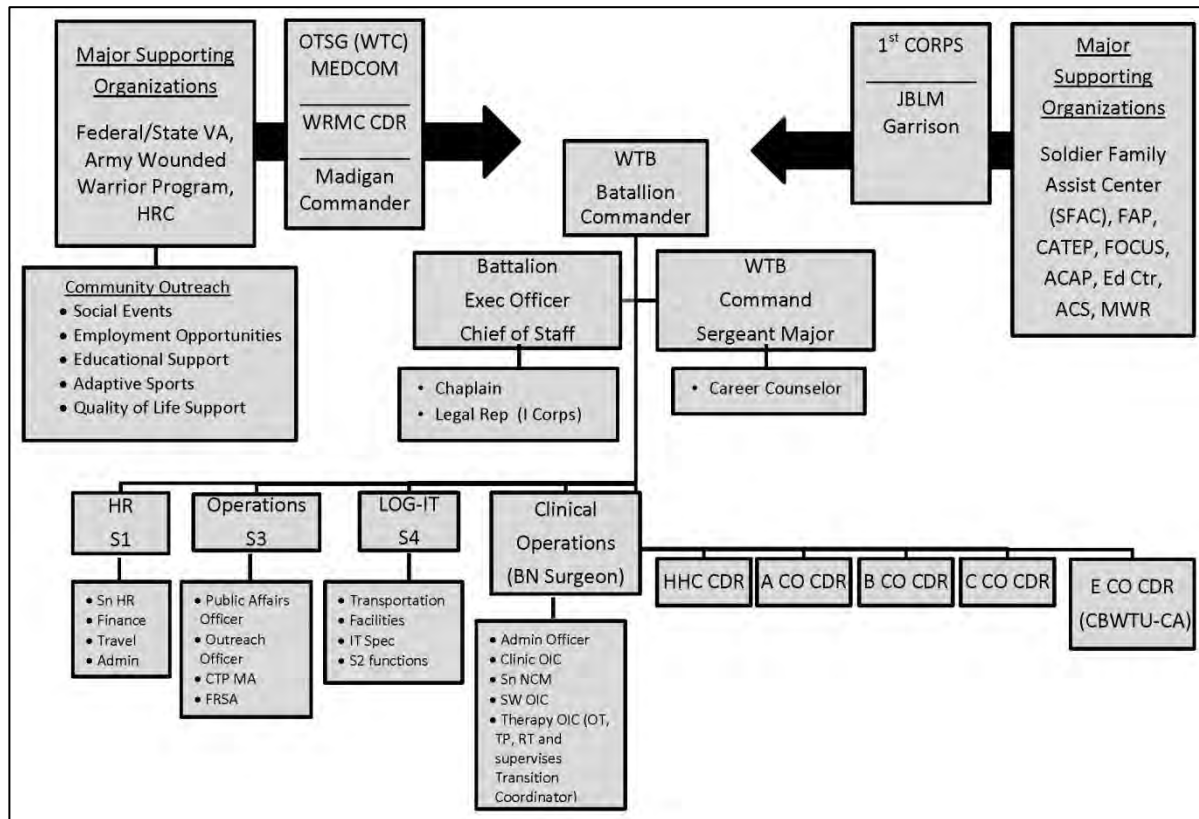 Major Supporting
Organizations
Federal/State VA,
Army Wounded
Warrior Program,
HRC
OTSG (WTC)
MEDCOM
WRMC CDR
Madigan
Commander
1st CORPS
JBLM
Garrison
Major
Supporting
Organizations
Soldier Family
Assist Center
(SFAC), FAP,
CATEP, FOCUS,
ACAP, Ed Ctr,
ACS, MWR
WTB
Batallion
Commander
Community Outreach
• Social Events
• Employment Opportunities
• Educational Support
• Adaptive Sports
• Quality of Life Support
Battalion
Exec Officer
Chief of Staff
WTB
Command
Sergeant Major
• Chaplain
• Legal Rep (I Corps)
• Career Counselor
HR
S1
Operations
S3
LOG-IT
S4
Clinical
Operations
(BN Surgeon)
HHC CDR
A CO CDR
B CO CDR
C CO CDR
E CO CDR
(CBWTU-CA)
• Sn HR
• Finance
• Travel
• Admin
• Public Affairs
Officer
• Outreach
Officer
• CTP MA
• FRSA
• Transportation
• Facilities
• IT Spec
• S2 functions
• Admin Officer
• Clinic OIC
• Sn NCM
• SW OIC
• Therapy OIC (OT,
TP, RT and
supervises
Transition
Coordinator)